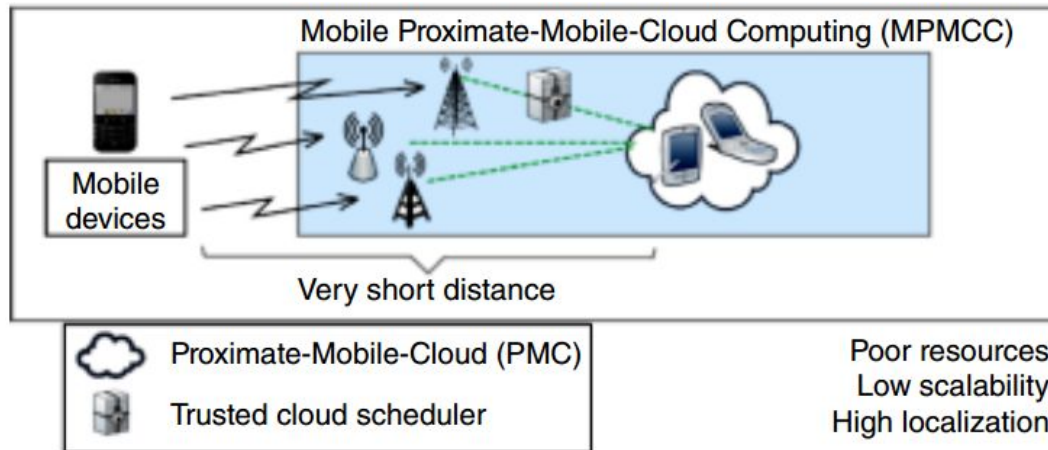 Mobile Proximate-Mobile-Cloud Computing (MPMCC)
Mobile
devices
Very short distance
Proximate-Mobile-Cloud (PMC)
Trusted cloud scheduler
Poor resources
Low scalability
High localization